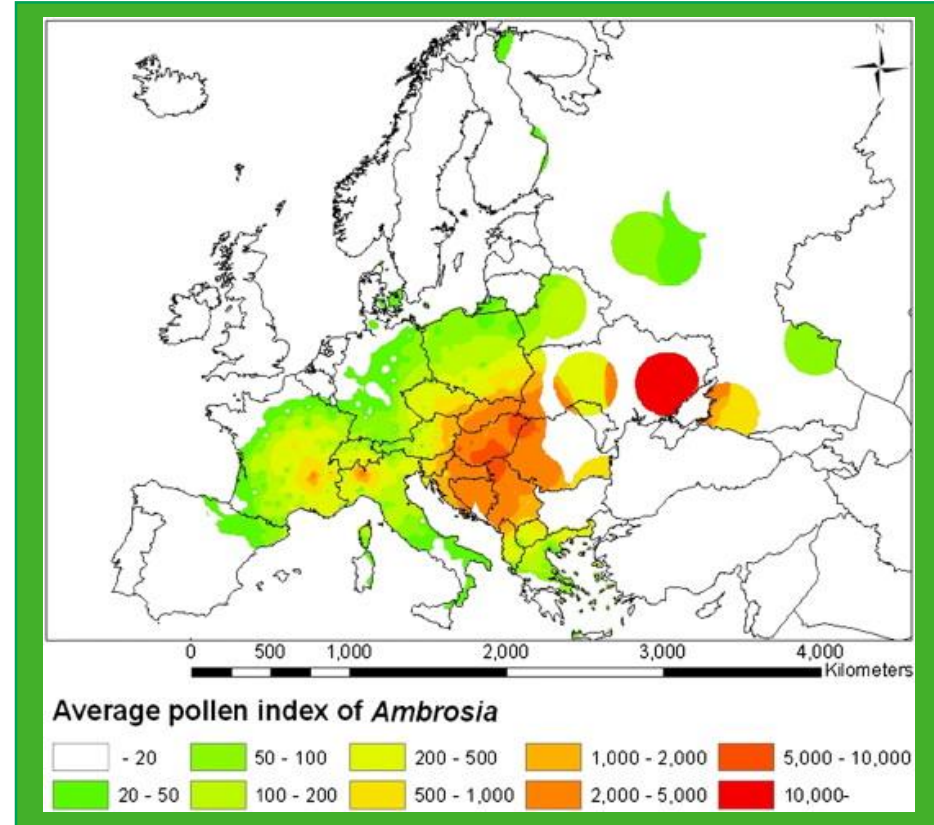 N
0 500 1,000 2,000 3,000 4,000
Kilometers
Average pollen index of Ambrosia
- 20 50 - 100 200 - 500 1,000 - 2,000 5,000 - 10,000
20 - 50 100 - 200 500 - 1,000 2,000 - 5,000 10,000-